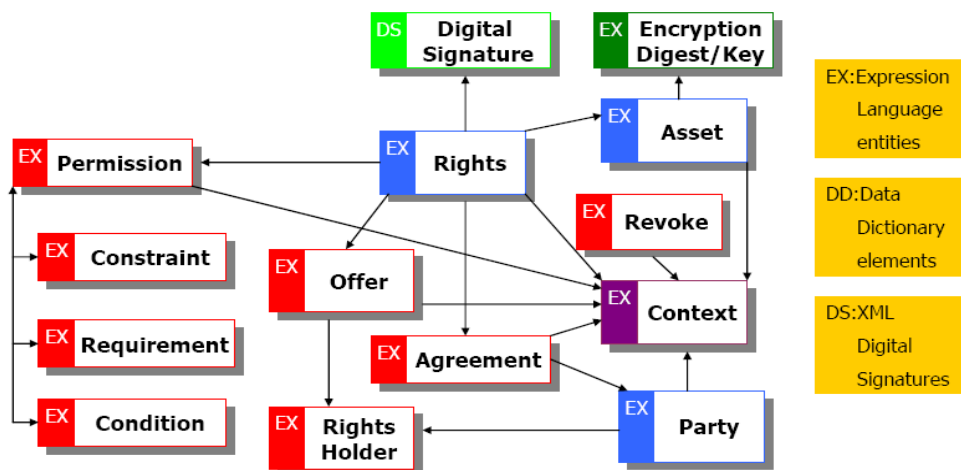 DS
Digital
Signature
EX
Encryption
Digest/Key
EX
Asset
EX
Permission
EX
Rights
EX
Revoke
EX
Constraint
EX
Offer
EX
Context
EX
Requirement
EX
Agreement
EX
Condition
EX
Rights
Holder
EX
Party
EX:Expression
Language
entities
DD:Data
Dictionary
elements
DS:XML
Digital
Signatures